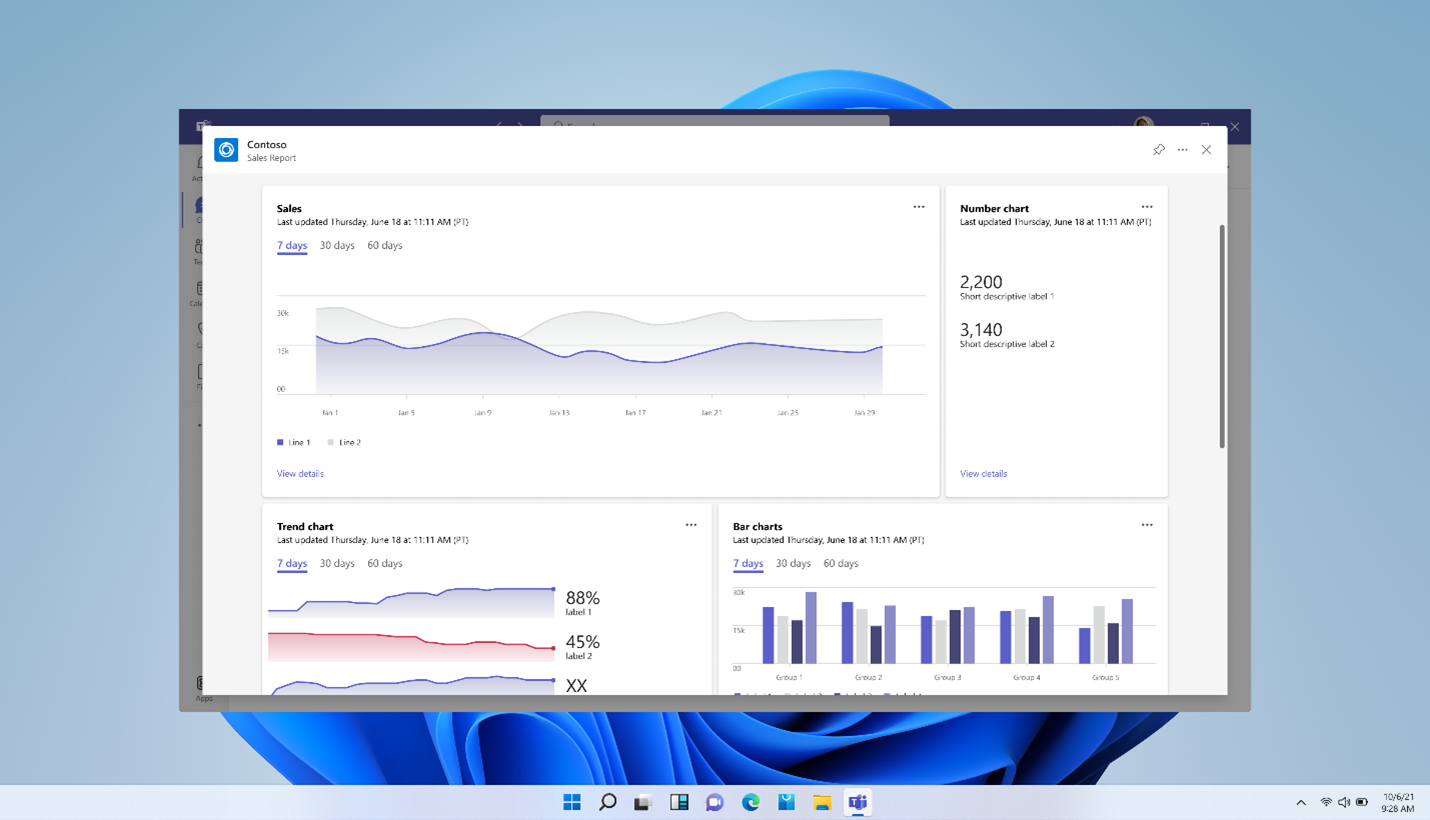 Contoso
Sales Report
Sales
Last updated Thursday, June 18 at 11:11 AM (PT)
7 days 30 days 60 days
30k
15k
00
Jan 1 Jan 5 Jan 9 Jan 13 Jan 17 Jan 21 Jan 25 Jan 29
Line 1 Line 2
View details
Number chart
Last updated Thursday, June 18 at 11:11 AM (PT)
2,200
Short descriptive label 1
3,140
Short descriptive label 2
View details
Trend chart
Last updated Thursday, June 18 at 11:11 AM (PT)
7 days 30 days 60 days
88%
label 1
45%
label 2
XX
Bar charts
Last updated Thursday, June 18 at 11:11 AM (PT)
7 days 30 days 60 days
30k
15k
00
Group 1 Group 2 Group 3 Group 4 Group 5
Apps
10/6/21
9:28 AM